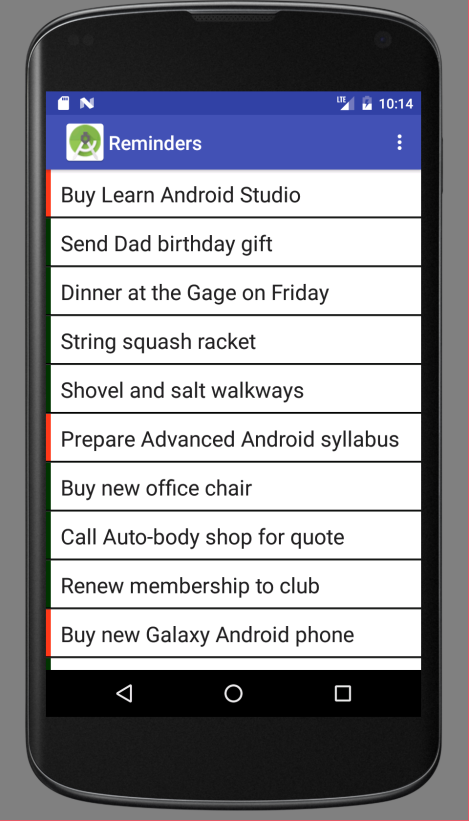 LTE 10:14
Reminders
Buy Learn Android Studio
Send Dad birthday gift
Dinner at the Gage on Friday
String squash racket
Shovel and salt walkways
Prepare Advanced Android syllabus
Buy new office chair
Call Auto-body shop for quote
Renew membership to club
Buy new Galaxy Android phone